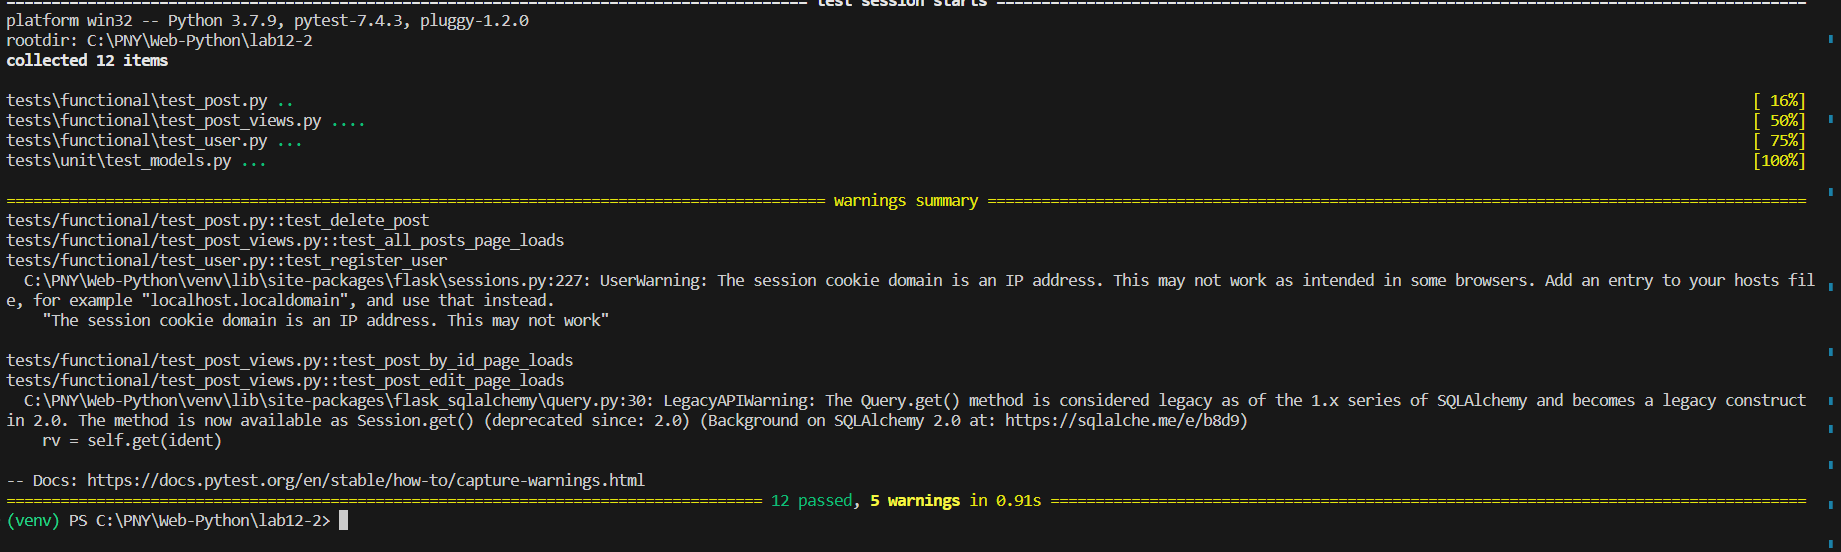 ============================================================================================ test session starts ============================================================================================
platform win32 -- Python 3.7.9, pytest-7.4.3, pluggy-1.2.0
rootdir: C:\PNY\Web-Python\lab12-2
collected 12 items

tests\functional\test_post.py .. [ 16%]
tests\functional\test_post_views.py .... [ 50%]
tests\functional\test_user.py ... [ 75%]
tests\unit\test_models.py ... [100%]

============================================================================================= warnings summary =============================================================================================
tests/functional/test_post.py::test_delete_post
tests/functional/test_post_views.py::test_all_posts_page_loads
tests/functional/test_user.py::test_register_user
  C:\PNY\Web-Python\venv\lib\site-packages\flask\sessions.py:227: UserWarning: The session cookie domain is an IP address. This may not work as intended in some browsers. Add an entry to your hosts fil
e, for example "localhost.localdomain", and use that instead.
    "The session cookie domain is an IP address. This may not work"

tests/functional/test_post_views.py::test_post_by_id_page_loads
tests/functional/test_post_views.py::test_post_edit_page_loads
  C:\PNY\Web-Python\venv\lib\site-packages\flask_sqlalchemy\query.py:30: LegacyAPIWarning: The Query.get() method is considered legacy as of the 1.x series of SQLAlchemy and becomes a legacy construct
in 2.0. The method is now available as Session.get() (deprecated since: 2.0) (Background on SQLAlchemy 2.0 at: https://sqlalche.me/e/b8d9)
    rv = self.get(ident)

-- Docs: https://docs.pytest.org/en/stable/how-to/capture-warnings.html
====================================================================================== 12 passed, 5 warnings in 0.91s ======================================================================================
(venv) PS C:\PNY\Web-Python\lab12-2>